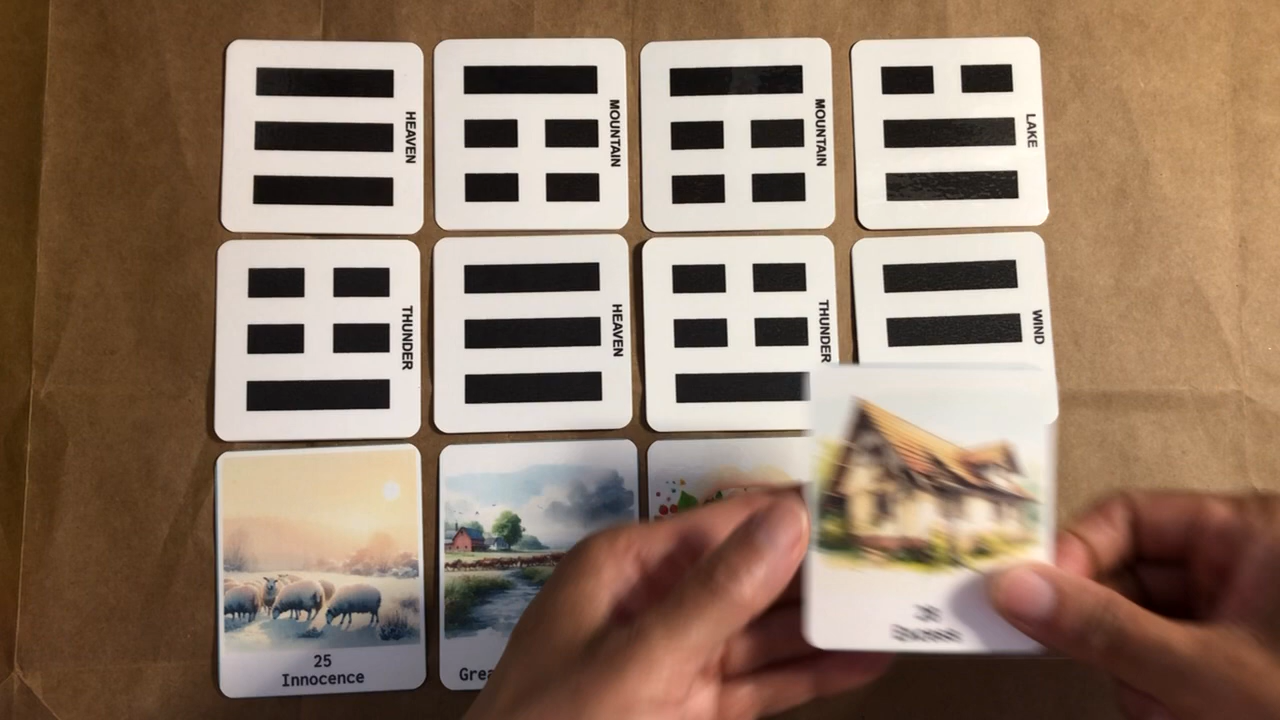 HEAVEN
MOUNTAIN
MOUNTAIN
LAKE
THUNDER
HEAVEN
THUNDER
WIND
25
Innocence